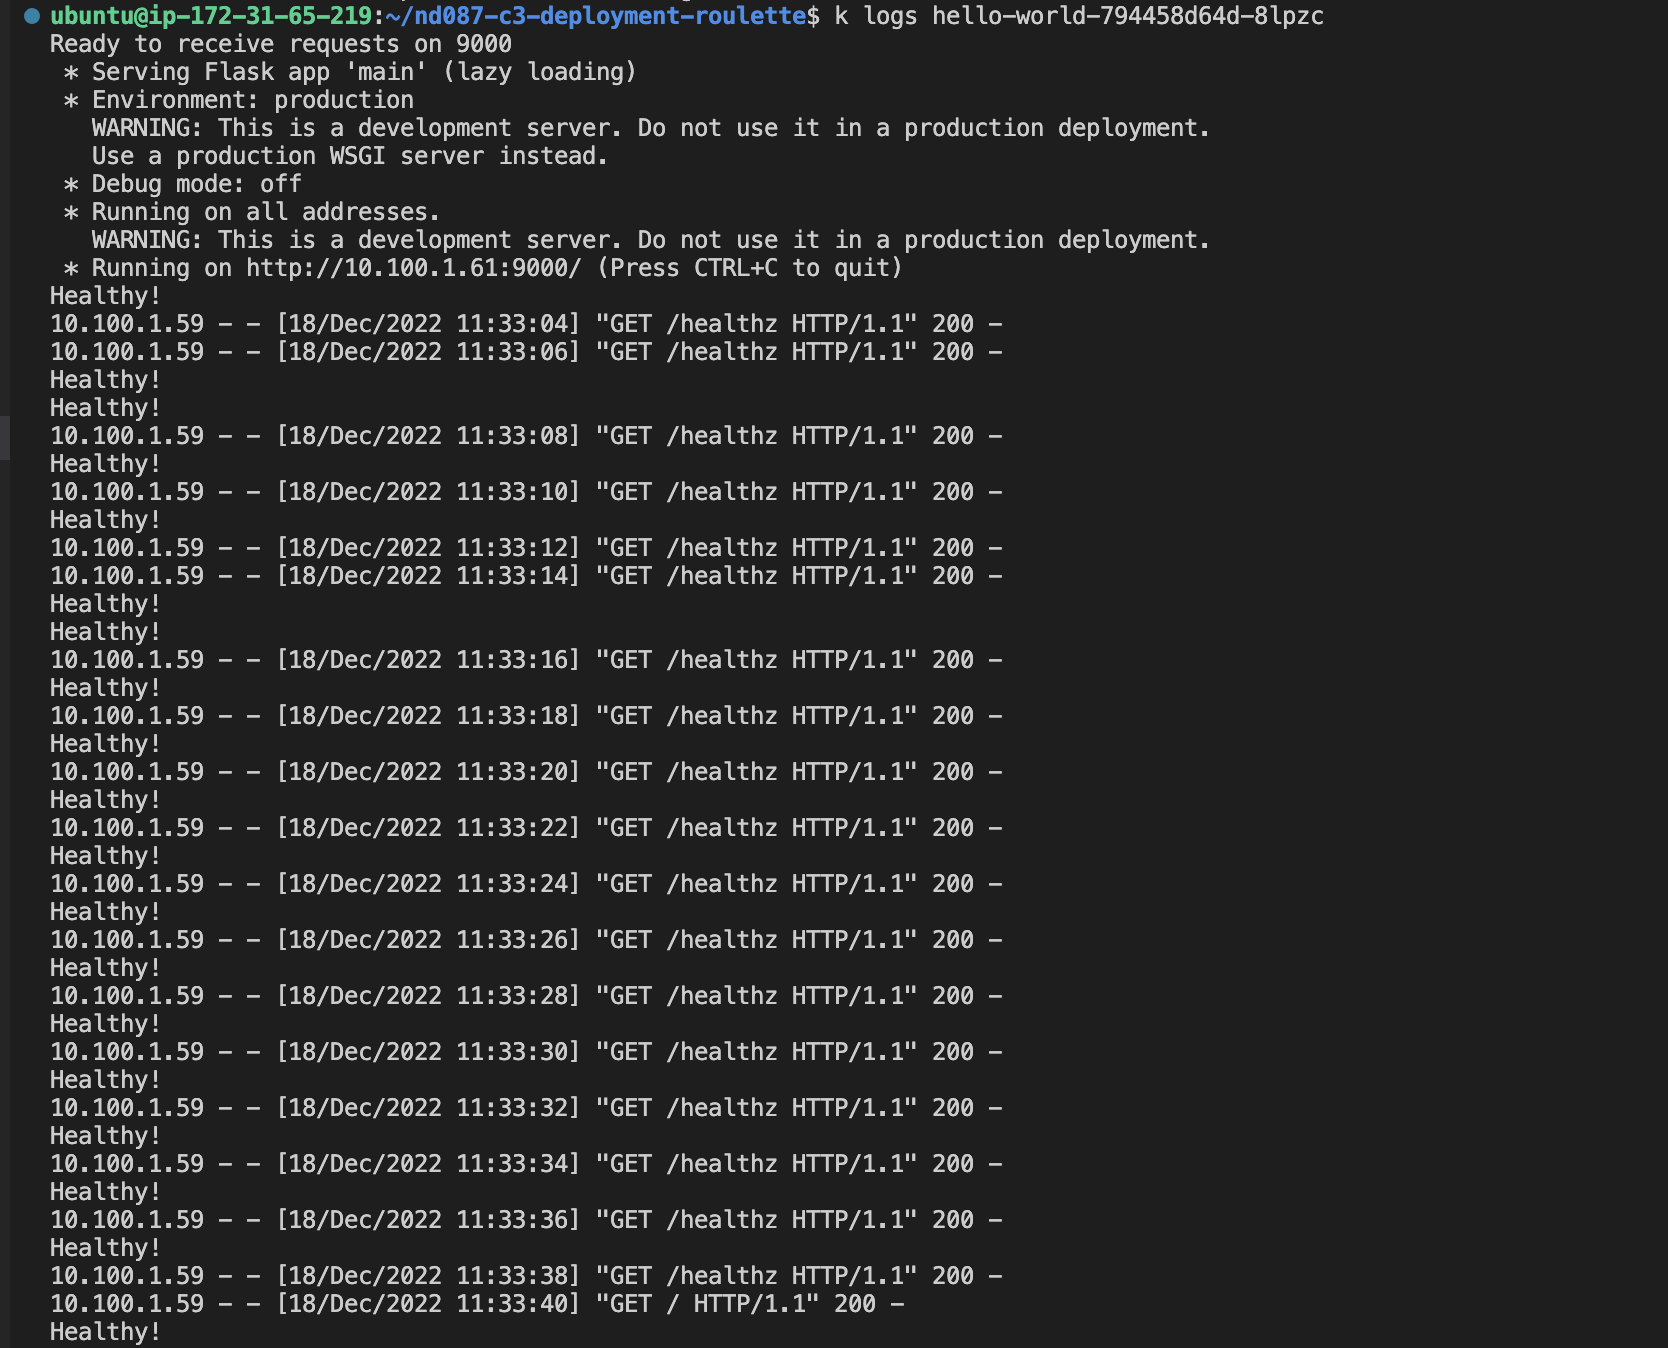 ubuntu@ip-172-31-65-219:~/nd087-c3-deployment-roulette$ k logs hello-world-794458d64d-8lpzc
Ready to receive requests on 9000
 * Serving Flask app 'main' (lazy loading)
 * Environment: production
   WARNING: This is a development server. Do not use it in a production deployment.
   Use a production WSGI server instead.
 * Debug mode: off
 * Running on all addresses.
   WARNING: This is a development server. Do not use it in a production deployment.
 * Running on http://10.100.1.61:9000/ (Press CTRL+C to quit)
Healthy!
10.100.1.59 - - [18/Dec/2022 11:33:04] "GET /healthz HTTP/1.1" 200 -
10.100.1.59 - - [18/Dec/2022 11:33:06] "GET /healthz HTTP/1.1" 200 -
Healthy!
Healthy!
10.100.1.59 - - [18/Dec/2022 11:33:08] "GET /healthz HTTP/1.1" 200 -
Healthy!
10.100.1.59 - - [18/Dec/2022 11:33:10] "GET /healthz HTTP/1.1" 200 -
Healthy!
10.100.1.59 - - [18/Dec/2022 11:33:12] "GET /healthz HTTP/1.1" 200 -
10.100.1.59 - - [18/Dec/2022 11:33:14] "GET /healthz HTTP/1.1" 200 -
Healthy!
Healthy!
10.100.1.59 - - [18/Dec/2022 11:33:16] "GET /healthz HTTP/1.1" 200 -
Healthy!
10.100.1.59 - - [18/Dec/2022 11:33:18] "GET /healthz HTTP/1.1" 200 -
Healthy!
10.100.1.59 - - [18/Dec/2022 11:33:20] "GET /healthz HTTP/1.1" 200 -
Healthy!
10.100.1.59 - - [18/Dec/2022 11:33:22] "GET /healthz HTTP/1.1" 200 -
Healthy!
10.100.1.59 - - [18/Dec/2022 11:33:24] "GET /healthz HTTP/1.1" 200 -
Healthy!
10.100.1.59 - - [18/Dec/2022 11:33:26] "GET /healthz HTTP/1.1" 200 -
Healthy!
10.100.1.59 - - [18/Dec/2022 11:33:28] "GET /healthz HTTP/1.1" 200 -
Healthy!
10.100.1.59 - - [18/Dec/2022 11:33:30] "GET /healthz HTTP/1.1" 200 -
Healthy!
10.100.1.59 - - [18/Dec/2022 11:33:32] "GET /healthz HTTP/1.1" 200 -
Healthy!
10.100.1.59 - - [18/Dec/2022 11:33:34] "GET /healthz HTTP/1.1" 200 -
Healthy!
10.100.1.59 - - [18/Dec/2022 11:33:36] "GET /healthz HTTP/1.1" 200 -
Healthy!
10.100.1.59 - - [18/Dec/2022 11:33:38] "GET /healthz HTTP/1.1" 200 -
10.100.1.59 - - [18/Dec/2022 11:33:40] "GET / HTTP/1.1" 200 -
Healthy!